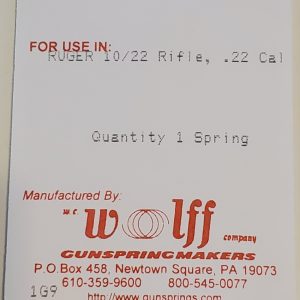 FOR USE IN:
RUGER 10/22 Rifle, .22 Cal
Quantity 1 Spring
Manufactured By:
w c wolff company
GUNSPRINGMAKERS
P.O.Box 458, Newtown Square, PA 19073
610-359-9600 800-545-0077
1G9 http://www.gunsprings.com